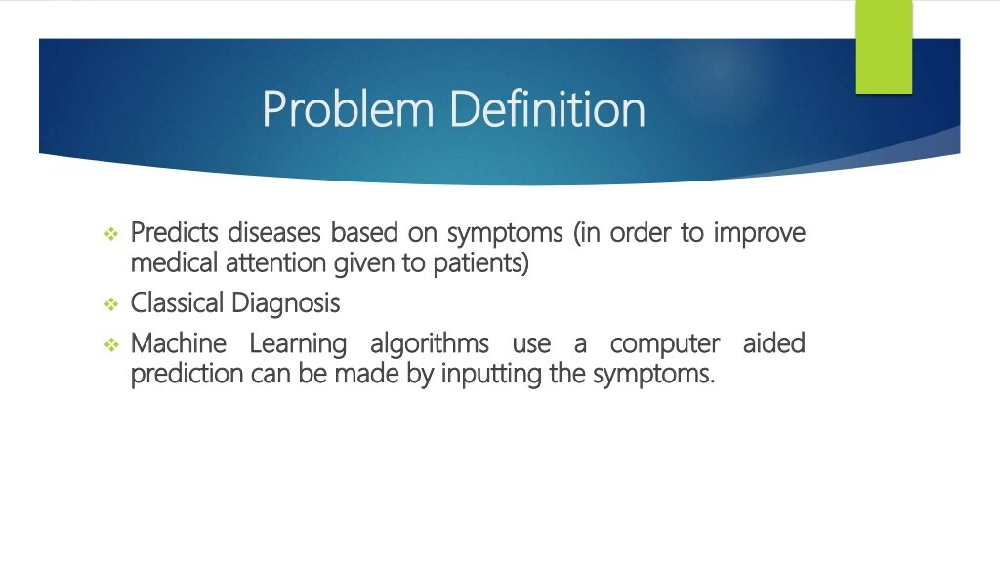 Problem Definition
Predicts diseases based on symptoms (in order to improve
medical attention given to patients)
Classical Diagnosis
Machine Learning algorithms use a computer aided
prediction can be made by inputting the symptoms.